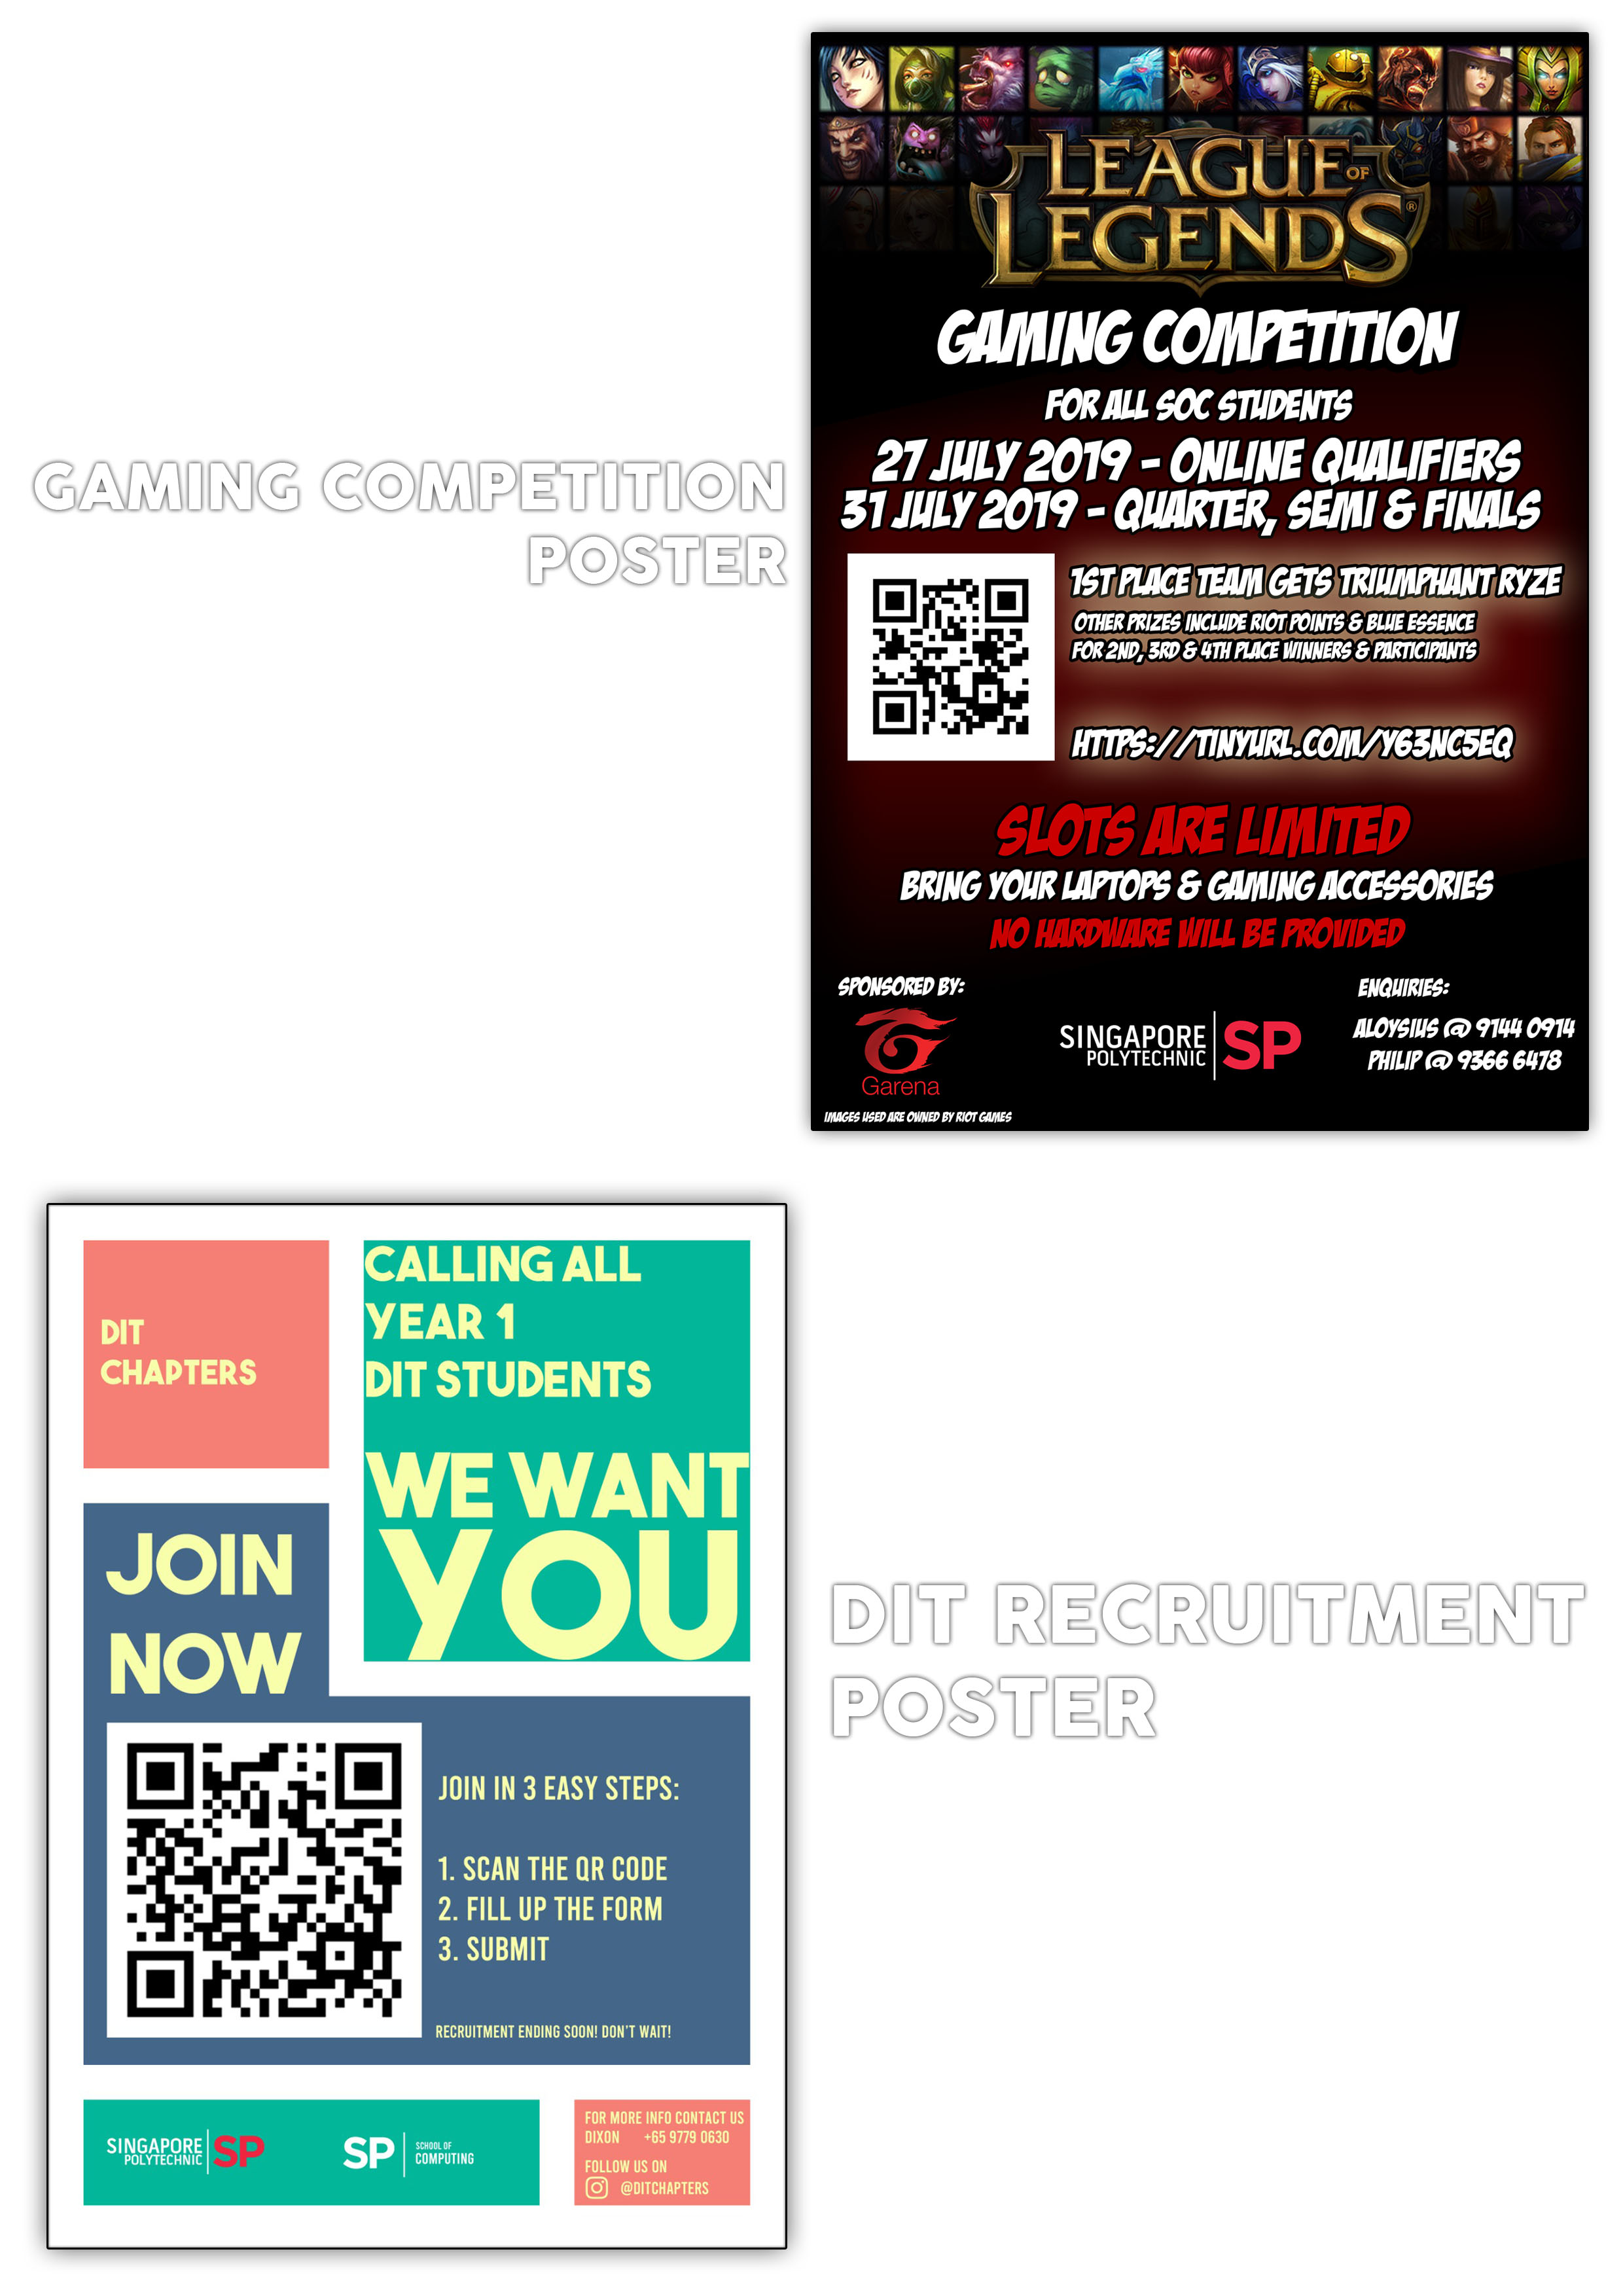 GAMING COMPETITION
POSTER
LEAGUE OF
LEGENDS®
GAMING COMPETITION
FOR ALL SOC STUDENTS
27 JULY 2019 - ONLINE QUALIFIERS
31 JULY 2019 - QUARTER, SEMI & FINALS
1ST PLACE TEAM GETS TRIUMPHANT RYZE
OTHER PRIZES INCLUDE RIOT POINTS & BLUE ESSENCE
FOR 2ND, 3RD & 4TH PLACE WINNERS & PARTICIPANTS
HTTPS://TINYURL.COM/Y63NC5EQ
SLOTS ARE LIMITED
BRING YOUR LAPTOPS & GAMING ACCESSORIES
NO HARDWARE WILL BE PROVIDED
SPONSORED BY:
Garena
SINGAPORE
POLYTECHNIC
SP
ENQUIRIES:
ALOYSIUS @ 9144 0914
PHILIP @ 9366 6478
IMAGES USED ARE OWNED BY RIOT GAMES
DIT
CHAPTERS
CALLING ALL
YEAR 1
DIT STUDENTS
WE WANT
YOU
JOIN
NOW
JOIN IN 3 EASY STEPS:
1. SCAN THE QR CODE
2. FILL UP THE FORM
3. SUBMIT
RECRUITMENT ENDING SOON! DON'T WAIT!
SINGAPORE
POLYTECHNIC
SP
SP
SCHOOL OF
COMPUTING
FOR MORE INFO CONTACT US
DIXON +65 9779 0630
FOLLOW US ON
@DITCHAPTERS
DIT RECRUITMENT
POSTER